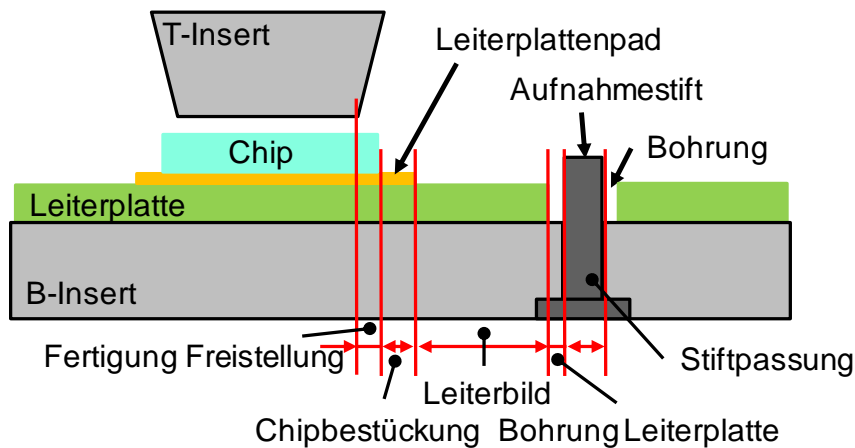 T-Insert
Leiterplattenpad
Aufnahmestift
Chip
Bohrung
Leiterplatte
B-Insert
Fertigung Freistellung
Stiftpassung
Leiterbild
Chipbestückung
Bohrung Leiterplatte